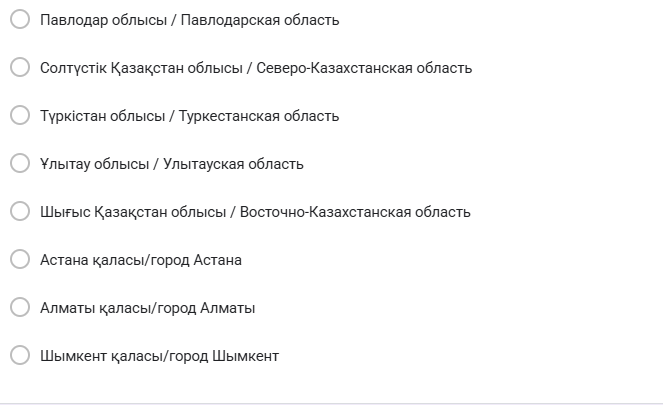 Павлодар облысы / Павлодарская область
Солтүстік Қазақстан облысы / Северо-Казахстанская область
Түркістан облысы / Туркестанская область
Ұлытау облысы / Улытауская область
Шығыс Қазақстан облысы / Восточно-Казахстанская область
Астана қаласы/город Астана
Алматы қаласы/город Алматы
Шымкент қаласы/город Шымкент